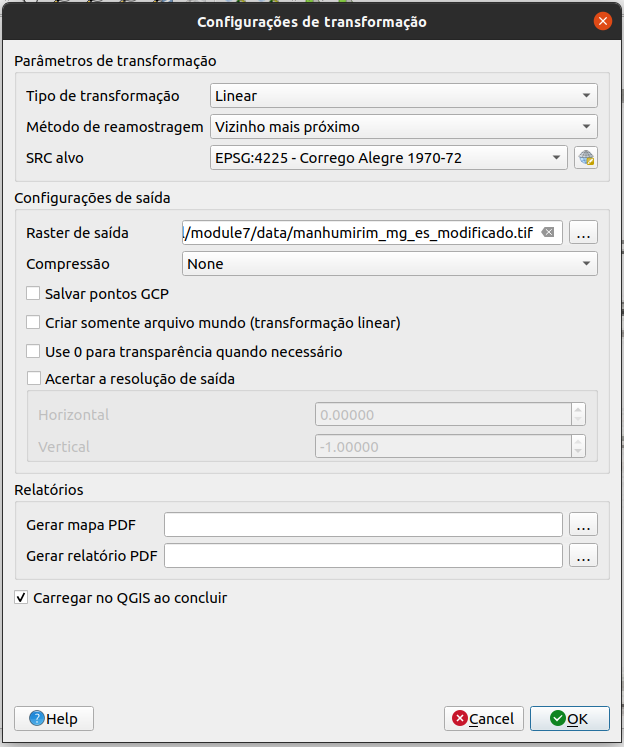 Configurações de transformação
Parâmetros de transformação
Tipo de transformação Linear
Método de reamostragem Vizinho mais próximo
SRC alvo EPSG:4225 - Corrego Alegre 1970-72
Configurações de saída
Raster de saída ./module7/data/manhumirim_mg_es_modificado.tif ...
Compressão None
Salvar pontos GCP
Criar somente arquivo mundo (transformação linear)
Use 0 para transparência quando necessário
Acertar a resolução de saída
Horizontal 0.00000
Vertical -1.00000
Relatórios
Gerar mapa PDF ...
Gerar relatório PDF ...
Carregar no QGIS ao concluir
Help Cancel OK